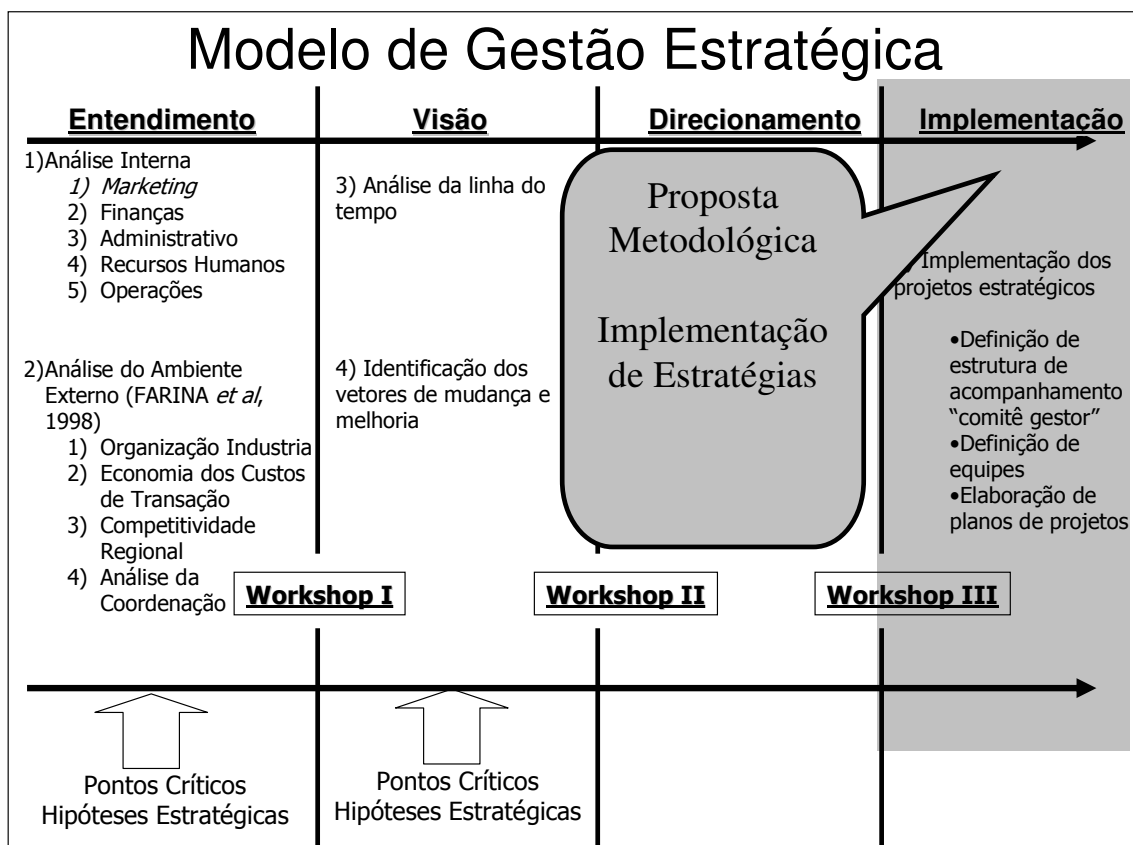 Modelo de Gestão Estratégica
Entendimento
Visão
Direcionamento
Implementação
1)Análise Interna
1) Marketing
2) Finanças
3) Administrativo
4) Recursos Humanos
5) Operações
2)Análise do Ambiente
Externo (FARINA et al,
1998)
1) Organização Industria
2) Economia dos Custos
de Transação
3) Competitividade
Regional
4) Análise da
Coordenação
3) Análise da linha do
tempo
4) Identificação dos
vetores de mudança e
melhoria
Proposta
Metodológica
Implementação
de Estratégias
) Implementação dos
projetos estratégicos
•Definição de
estrutura de
acompanhamento
“comitê gestor”
•Definição de
equipes
•Elaboração de
planos de projetos
Workshop I
Workshop II
Workshop III
Pontos Críticos
Hipóteses Estratégicas
Pontos Críticos
Hipóteses Estratégicas